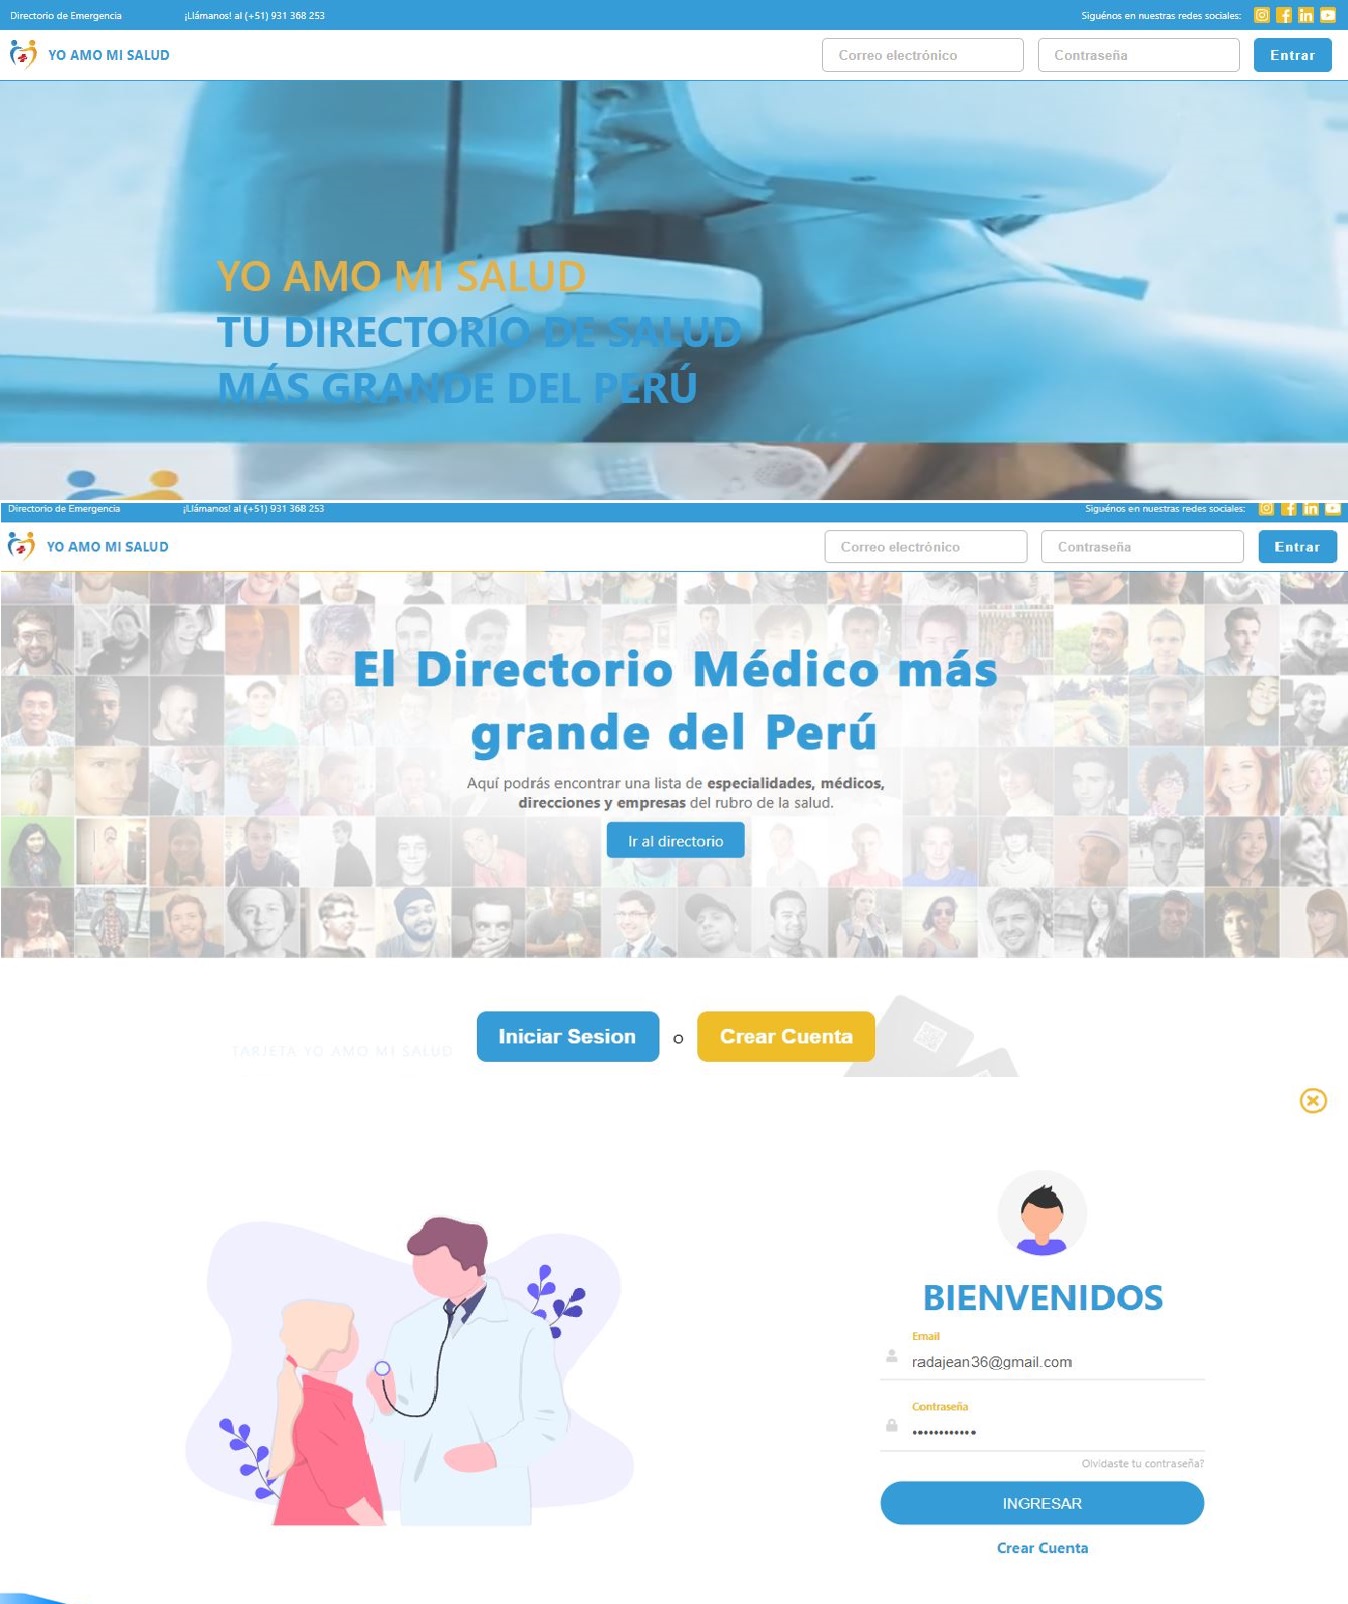 Directorio de Emergencia
¡Llámanos! al (+51) 931 368 253
Siguénos en nuestras redes sociales:
YO AMO MI SALUD
Correo electrónico
Contraseña
Entrar
YO AMO MI SALUD
TU DIRECTORIO DE SALUD
MÁS GRANDE DEL PERÚ
Directorio de Emergencia
¡Llámanos! al (+51) 931 368 253
Siguénos en nuestras redes sociales:
YO AMO MI SALUD
Correo electrónico
Contraseña
Entrar
El Directorio Médico más
grande del Perú
Aquí podrás encontrar una lista de especialidades, médicos,
direcciones y empresas del rubro de la salud.
Ir al directorio
TARJETA YO AMO MI SALUD
Iniciar Sesion
o
Crear Cuenta
BIENVENIDOS
Email
radajean36@gmail.com
Contraseña
••••••••••••
Olvidaste tu contraseña?
INGRESAR
Crear Cuenta